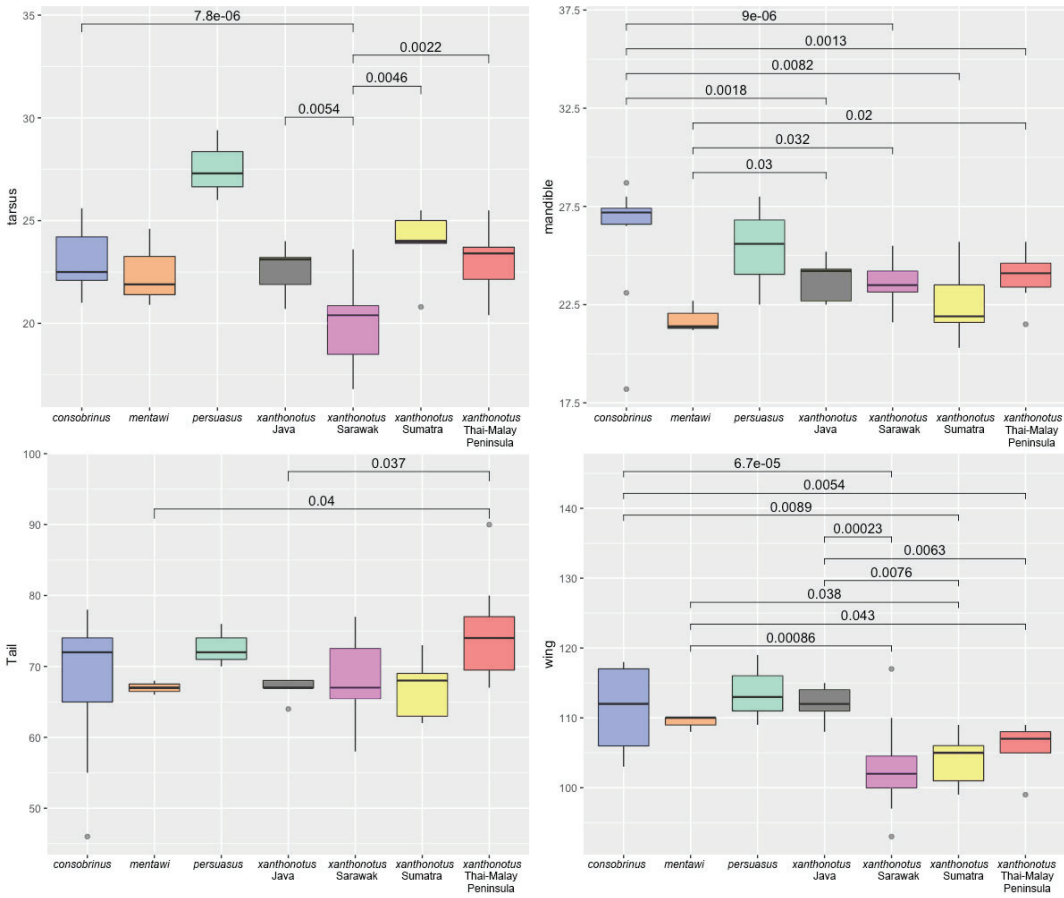 35
30
25
20
tarsus
7.8e-06
0.0022
0.0046
0.0054
consobrinus
mentawi
persuasus
xanthonotus
Java
xanthonotus
Sarawak
xanthonotus
Sumatra
xanthonotus
Thai-Malay
Peninsula
37.5
32.5
27.5
22.5
17.5
mandible
9e-06
0.0013
0.0082
0.0018
0.02
0.032
0.03
consobrinus
mentawi
persuasus
xanthonotus
Java
xanthonotus
Sarawak
xanthonotus
Sumatra
xanthonotus
Thai-Malay
Peninsula
100
90
80
70
60
50
Tail
0.037
0.04
consobrinus
mentawi
persuasus
xanthonotus
Java
xanthonotus
Sarawak
xanthonotus
Sumatra
xanthonotus
Thai-Malay
Peninsula
140
130
120
110
100
wing
6.7e-05
0.0054
0.0089
0.00023
0.0063
0.0076
0.038
0.043
0.00086
consobrinus
mentawi
persuasus
xanthonotus
Java
xanthonotus
Sarawak
xanthonotus
Sumatra
xanthonotus
Thai-Malay
Peninsula